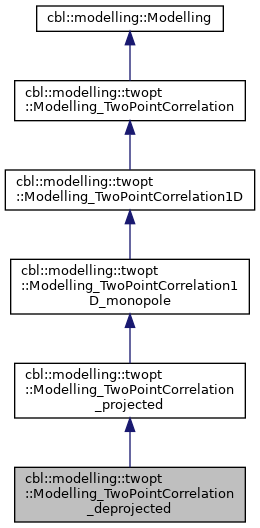 cbl::modelling::Modelling
cbl::modelling::twopt
::Modelling_TwoPointCorrelation
cbl::modelling::twopt
::Modelling_TwoPointCorrelation1D
cbl::modelling::twopt
::Modelling_TwoPointCorrelation1
D_monopole
cbl::modelling::twopt
::Modelling_TwoPointCorrelation
_projected
cbl::modelling::twopt
::Modelling_TwoPointCorrelation
_deprojected